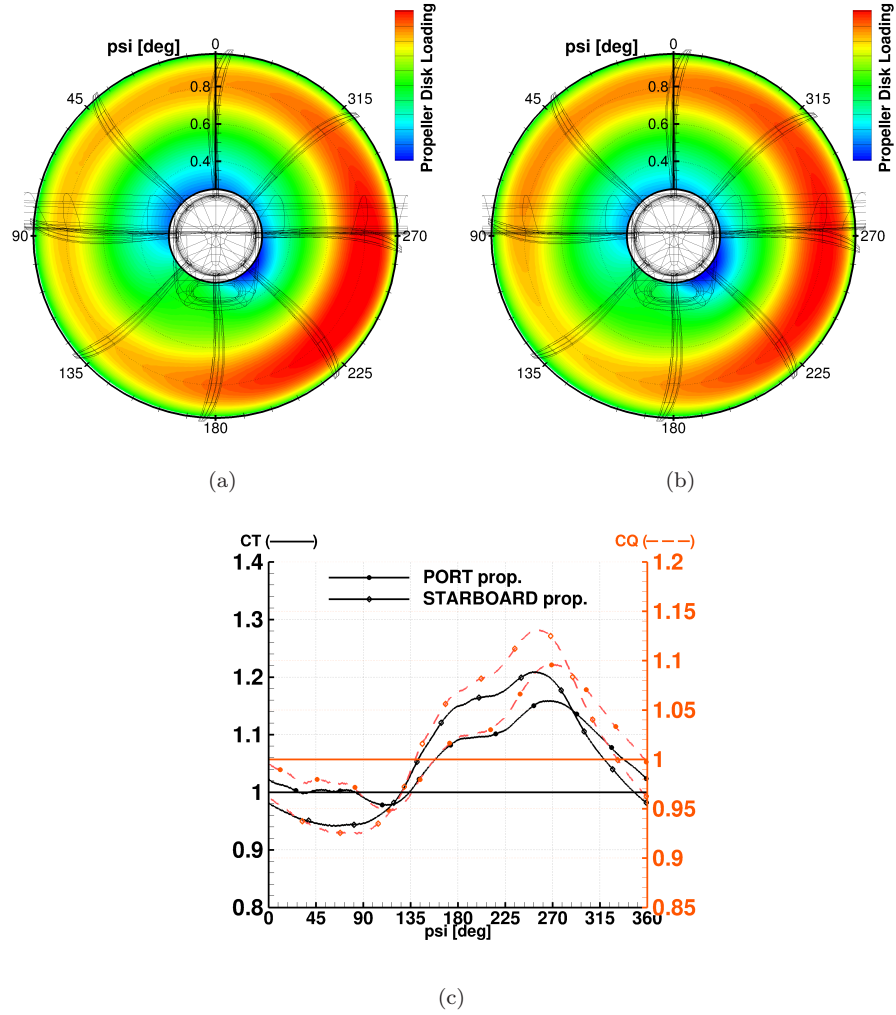 psi [deg]
0
45
315
0.8
0.6
0.4
90
270
135
225
180
Propeller Disk Loading
(a)
psi [deg]
0
45
315
0.8
0.6
0.4
90
270
135
225
180
Propeller Disk Loading
(b)
CT ( )
CQ ( )
1.4
1.3
1.2
1.1
1
0.9
0.8
PORT prop.
STARBOARD prop.
1.2
1.15
1.1
1.05
1
0.95
0.9
0.85
0 45 90 135 180 225 270 315 360
psi [deg]
(c)